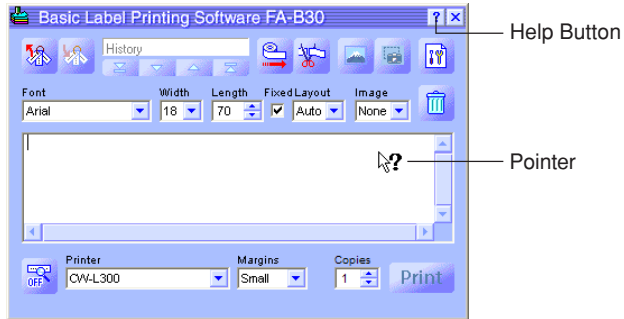 Basic Label Printing Software FA-B30 ? ×
Help Button
History
Font Width Length Fixed Layout Image
Arial 18 70 Auto None
? Pointer
Printer Margins Copies
OFF CW-L300 Small 1 Print